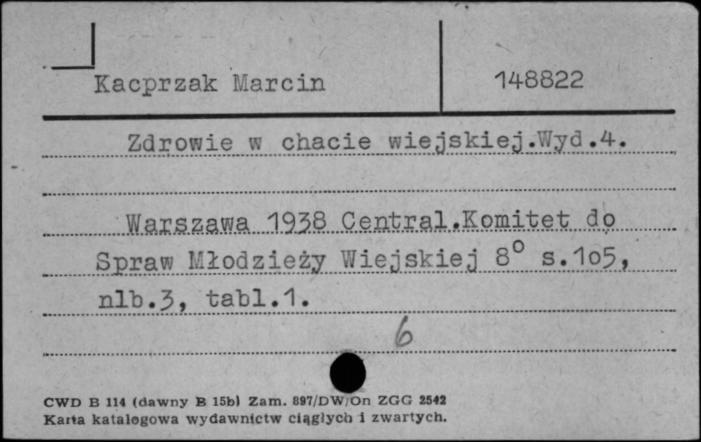 Kacprzak Marcin 148822
Zdrowie w chacie wiejskiej.Wyd.4.
Warszawa 1938 Central.Komitet do
Spraw Młodzieży Wiejskiej 8° s.1o5,
nlb.3, tabl.1.
6
CWD B 114 (dawny B 15b) Zam. 897/DW/On ZGG 2542
Karta katalogowa wydawnictw ciągłych i zwartych.